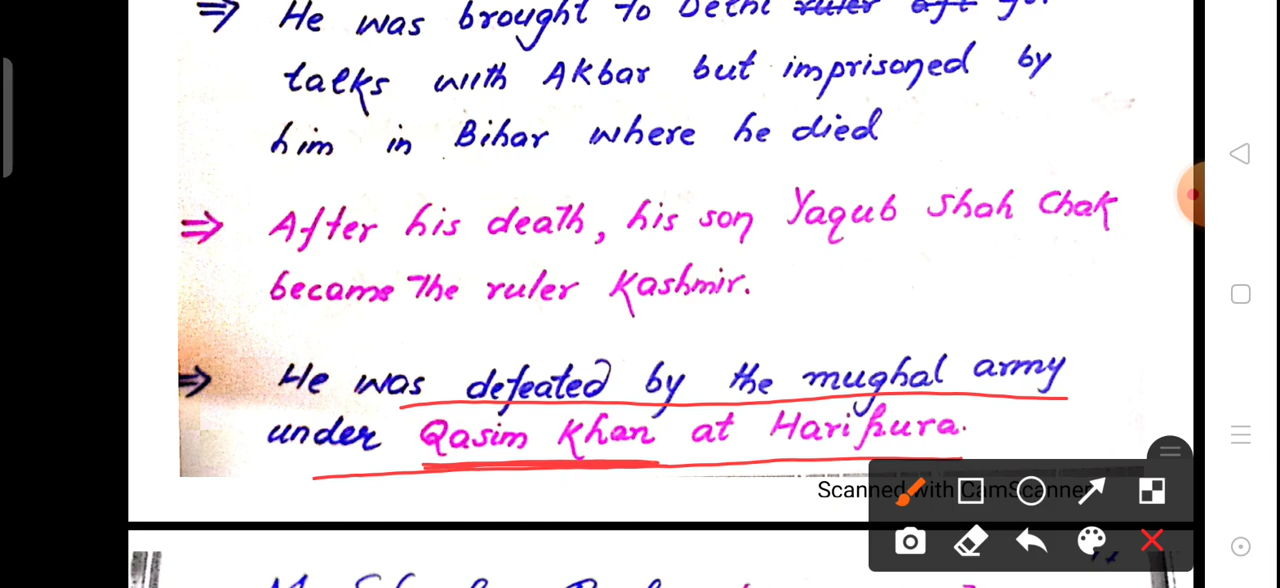 ⇒ He was brought to Delhi
talks with Akbar but imprisoned by
him in Bihar where he died
⇒ After his death, his son Yaqub Shah Chak
became The ruler Kashmir.
⇒ He was defeated by the mughal army
under Qasim Khan at Haripura.
Scanned with CamScanner